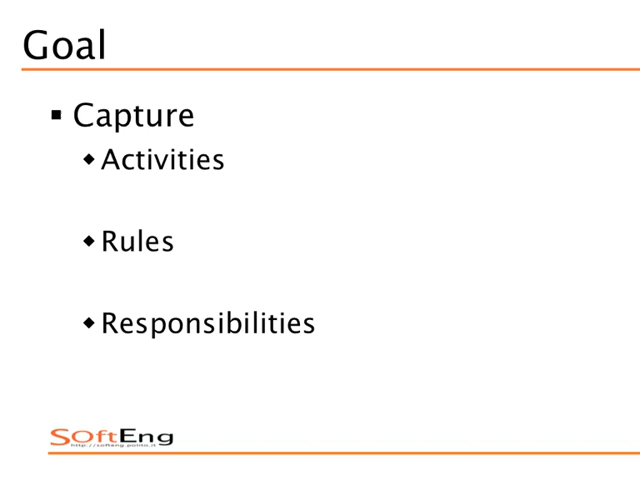 Goal
Capture
Activities
Rules
Responsibilities
SOftEng
http://softeng.polito.it